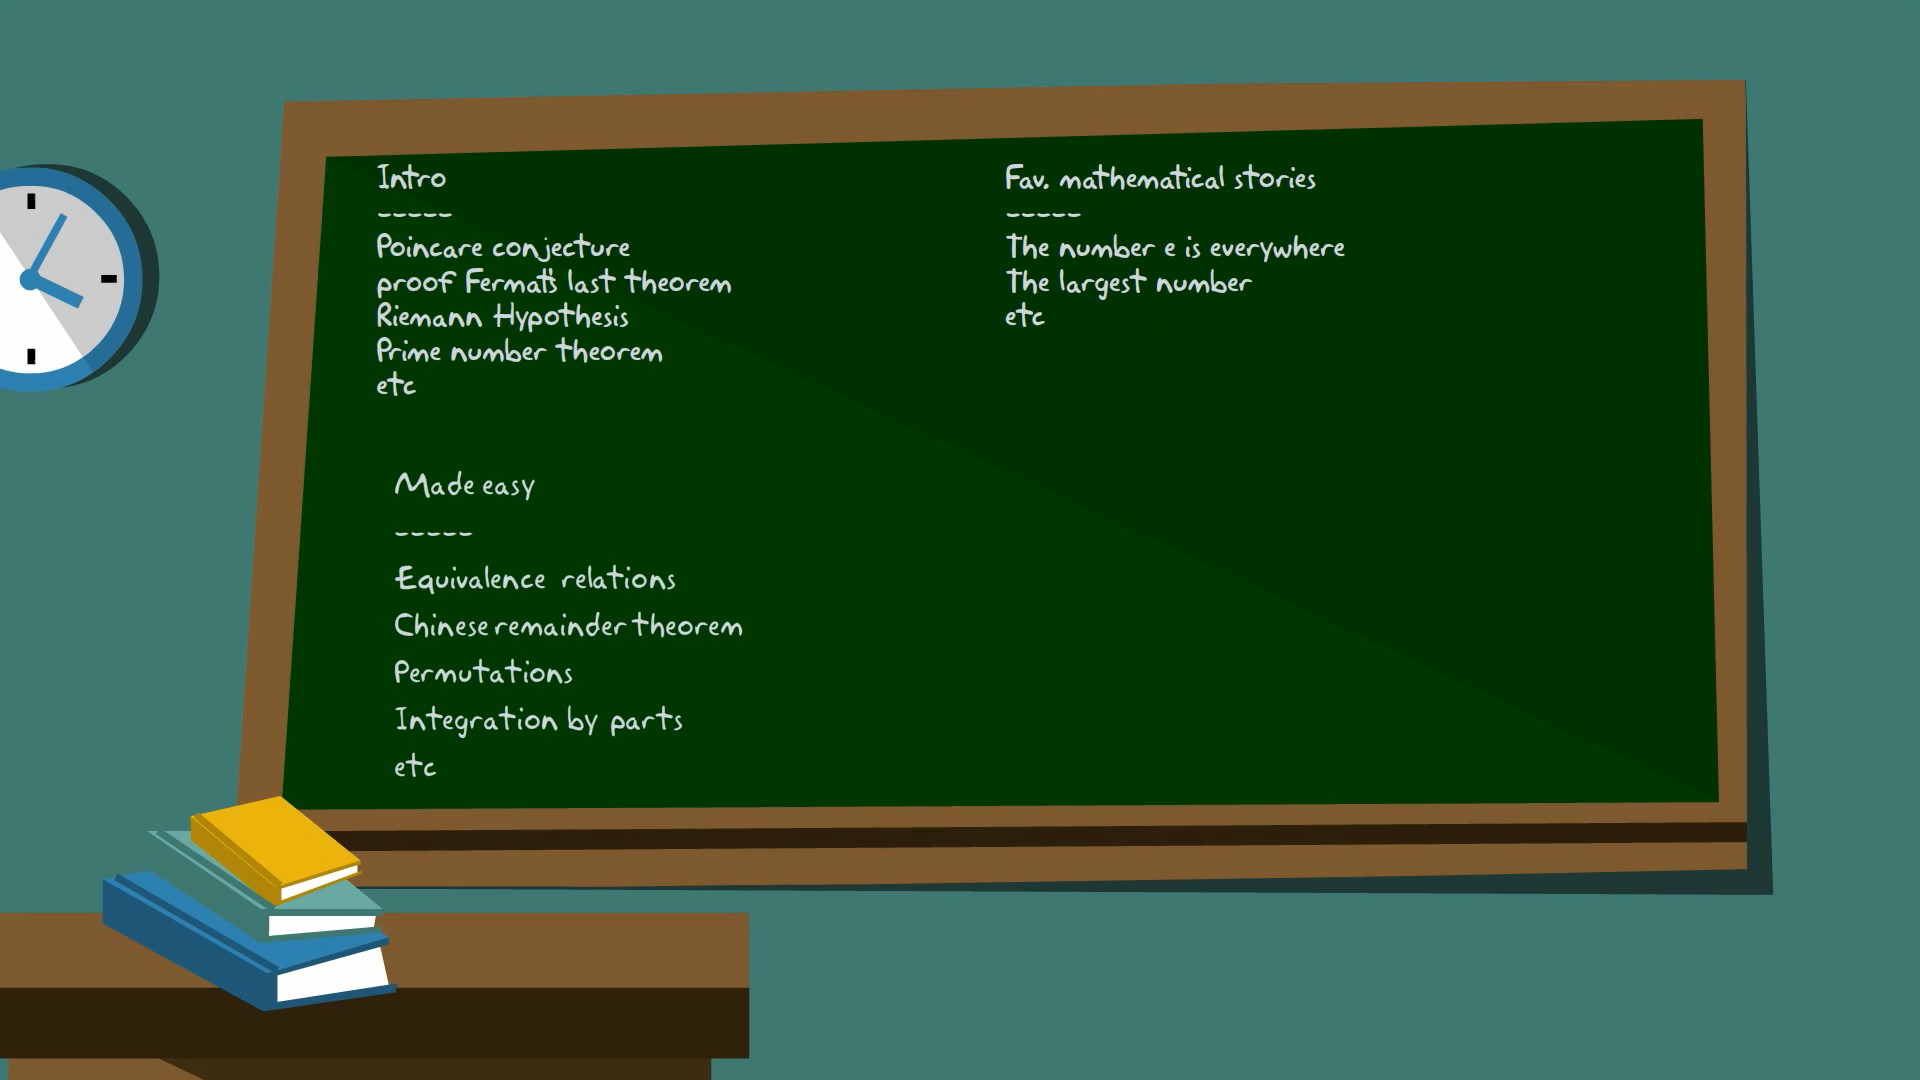 Intro
-----
Poincare conjecture
proof Fermat's last theorem
Riemann Hypothesis
Prime number theorem
etc
Made easy
-----
Equivalence relations
Chinese remainder theorem
Permutations
Integration by parts
etc
Fav. mathematical stories
-----
The number e is everywhere
The largest number
etc